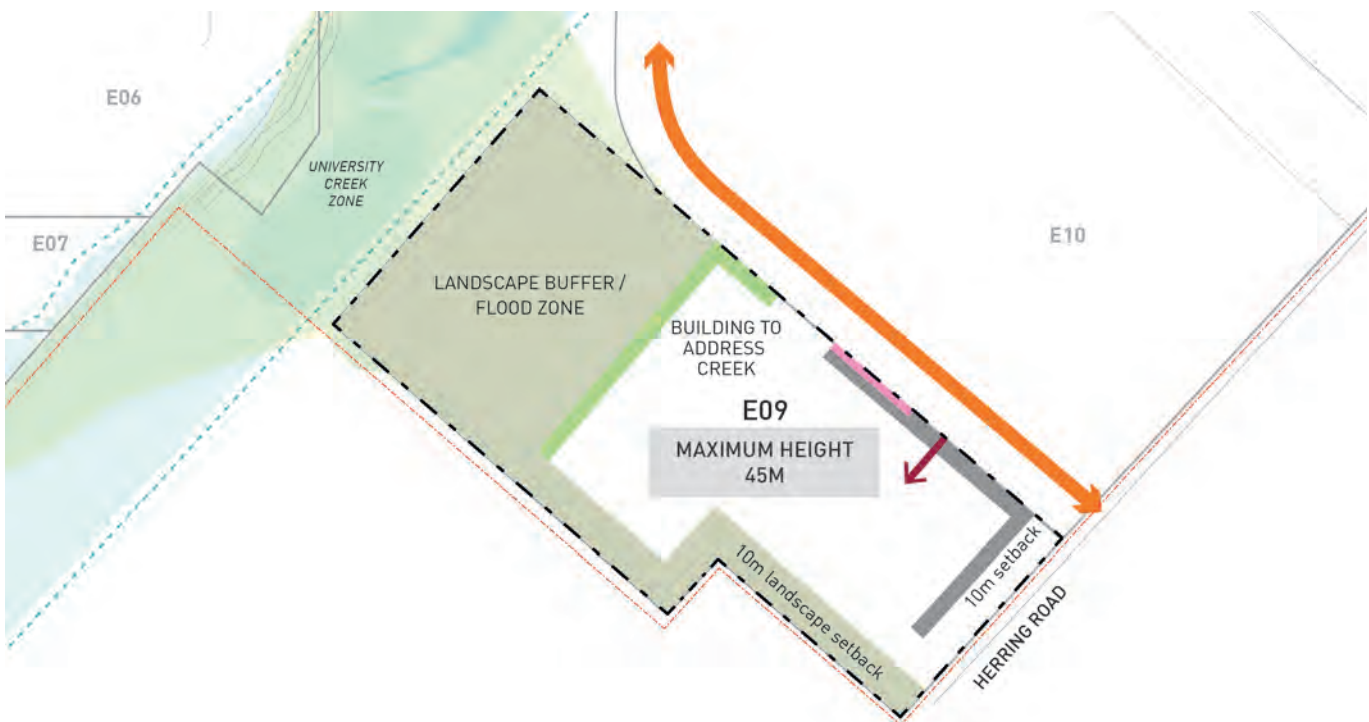 E06
UNIVERSITY
CREEK
ZONE
E07
E10
LANDSCAPE BUFFER /
FLOOD ZONE
BUILDING TO
ADDRESS
CREEK
E09
MAXIMUM HEIGHT
45M
10m landscape setback
10m setback
HERRING ROAD